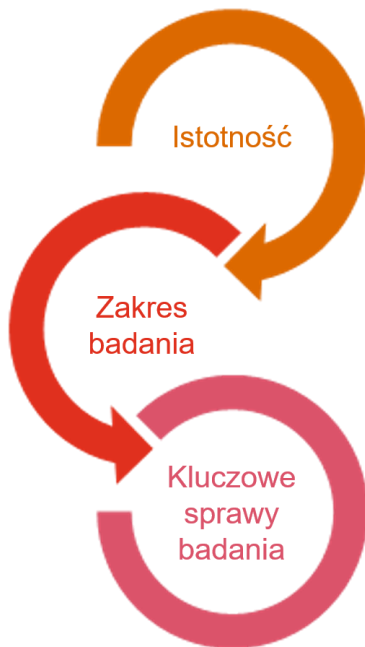 Istotność
Zakres
badania
Kluczowe
sprawy
badania